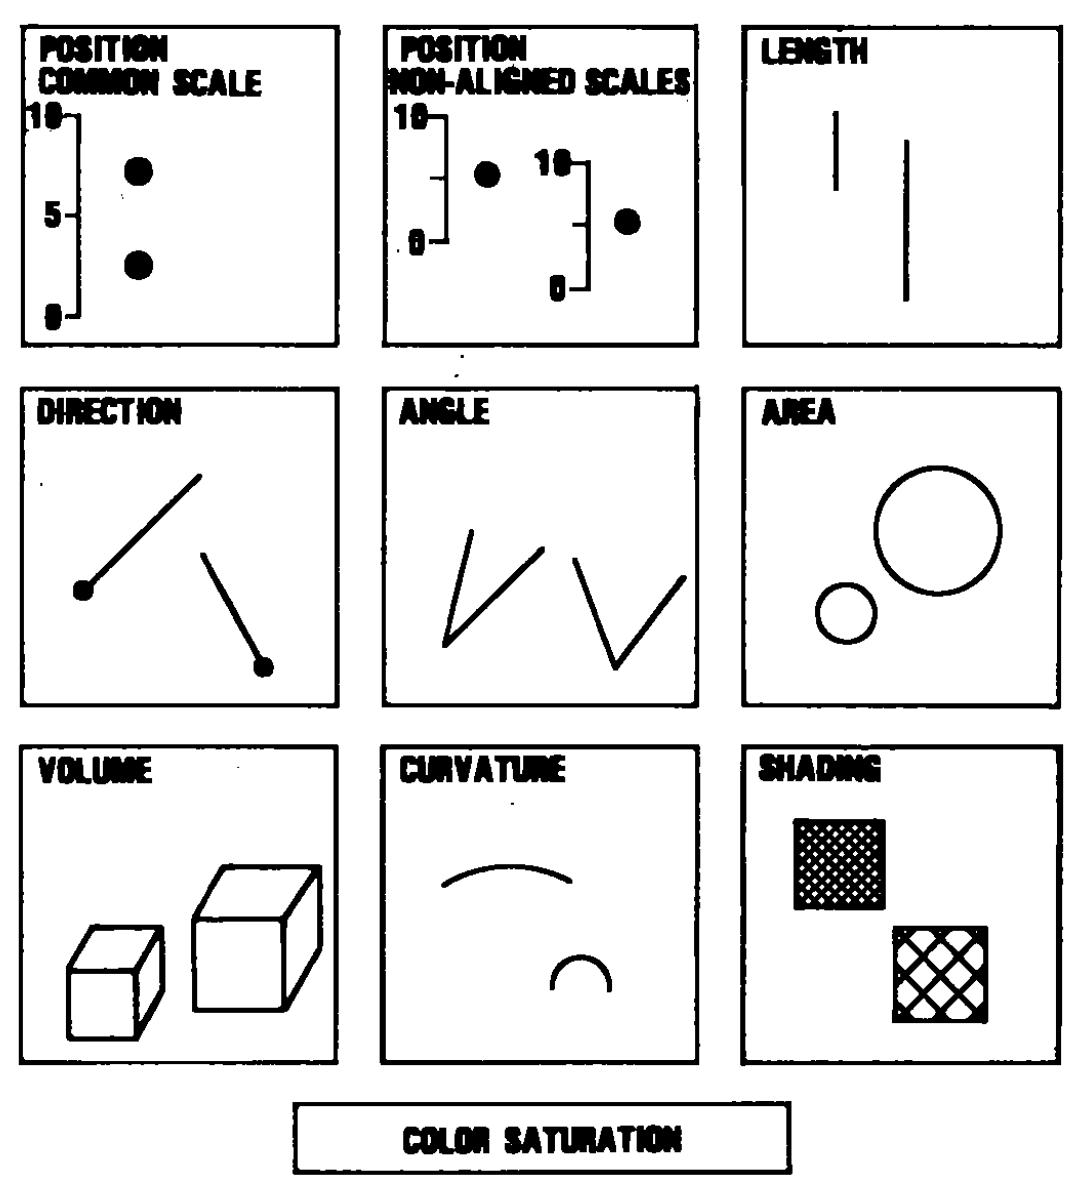 POSITION
COMMON SCALE
10
5
0
POSITION
NON-ALIGNED SCALES
10
0
10
0
LENGTH
DIRECTION
ANGLE
AREA
VOLUME
CURVATURE
SHADING
COLOR SATURATION